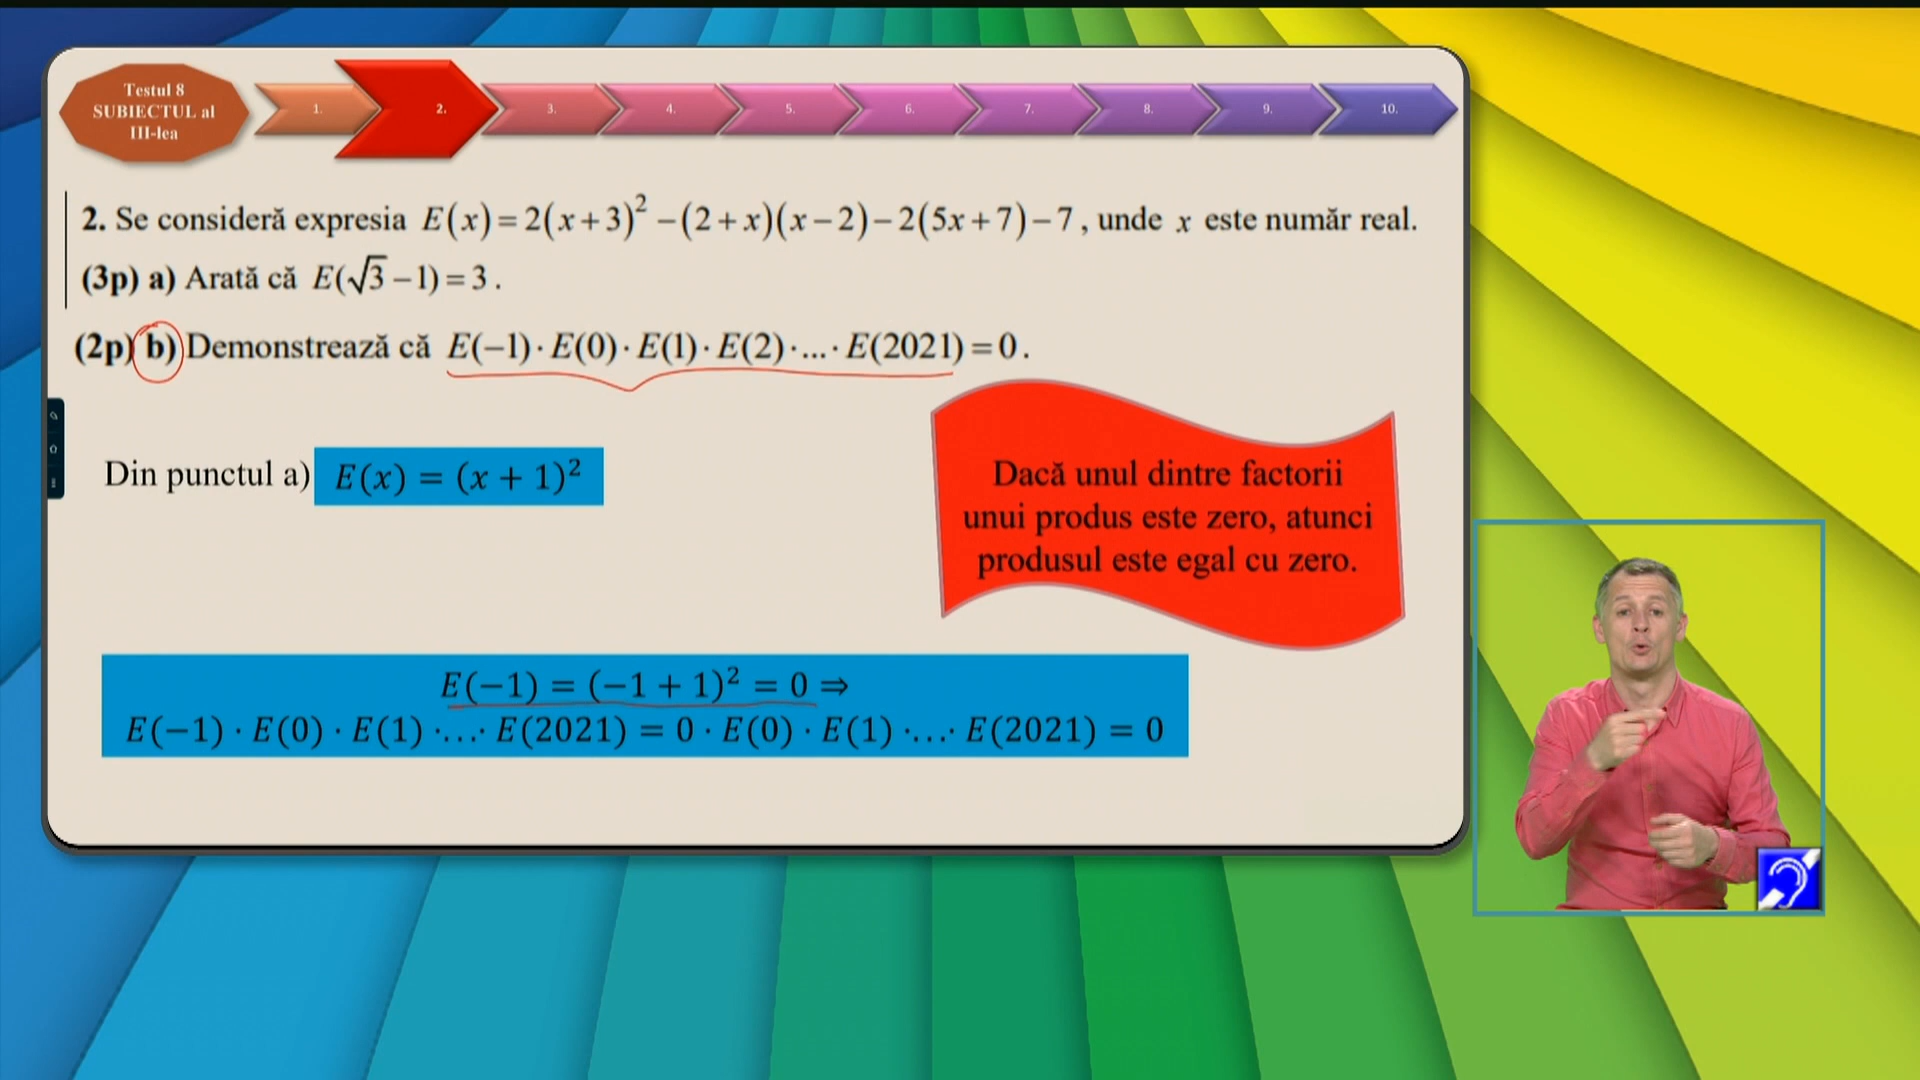 Testul 8
SUBIECTUL al
III-lea
1.
2.
3.
4.
5.
6.
7.
8.
9.
10.
2. Se consideră expresia E(x)=2(x+3)²−(2+x)(x−2)−2(5x+7)−7, unde x este număr real.
(3p) a) Arată că E(√3−1)=3.
(2p) b) Demonstrează că E(−1)·E(0)·E(1)·E(2)·...·E(2021)=0.
Din punctul a) E(x) = (x + 1)²
Dacă unul dintre factorii
unui produs este zero, atunci
produsul este egal cu zero.
E(−1) = (−1 + 1)² = 0 ⇒
E(−1) · E(0) · E(1) ·…· E(2021) = 0 · E(0) · E(1) ·…· E(2021) = 0